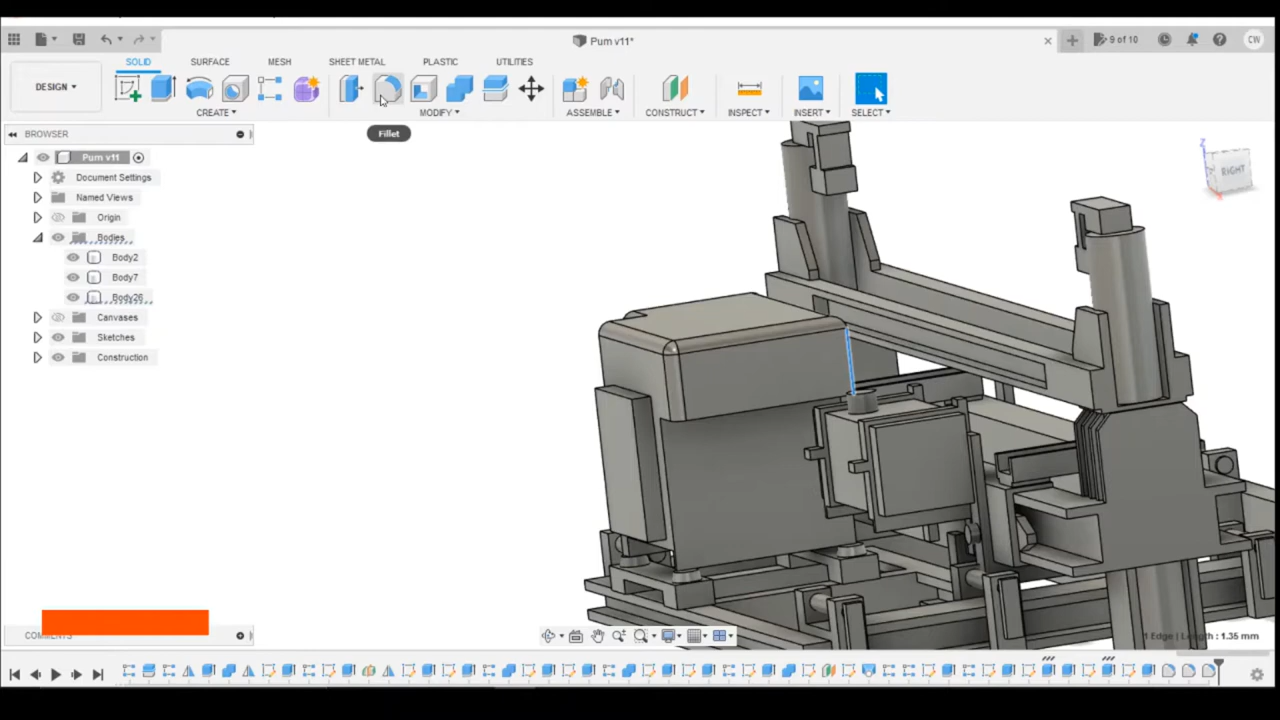 Pum v11*
9 of 10
CW
DESIGN
SOLID
SURFACE
MESH
SHEET METAL
PLASTIC
UTILITIES
CREATE
MODIFY
ASSEMBLE
CONSTRUCT
INSPECT
INSERT
SELECT
Fillet
BROWSER
Pum v11
Document Settings
Named Views
Origin
Bodies
Body2
Body7
Body26
Canvases
Sketches
Construction
RIGHT
COMMENTS
1 Edge | Length : 1.35 mm